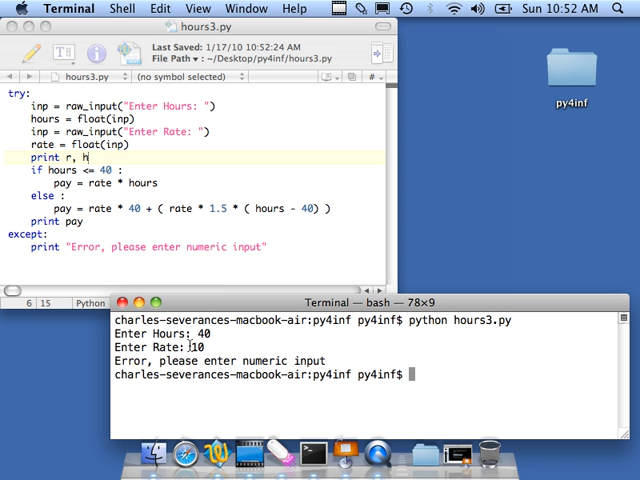 Terminal Shell Edit View Window Help Sun 10:52 AM
hours3.py
Last Saved: 1/17/10 10:52:24 AM
File Path ▾: ~/Desktop/py4inf/hours3.py
hours3.py (no symbol selected) #
try:
inp = raw_input("Enter Hours: ")
hours = float(inp)
inp = raw_input("Enter Rate: ")
rate = float(inp)
print r, h
if hours <= 40 :
pay = rate * hours
else :
pay = rate * 40 + ( rate * 1.5 * ( hours - 40) )
print pay
except:
print "Error, please enter numeric input"
6 15 Python
py4inf
Terminal — bash — 78×9
charles-severances-macbook-air:py4inf py4inf$ python hours3.py
Enter Hours: 40
Enter Rate: 10
Error, please enter numeric input
charles-severances-macbook-air:py4inf py4inf$